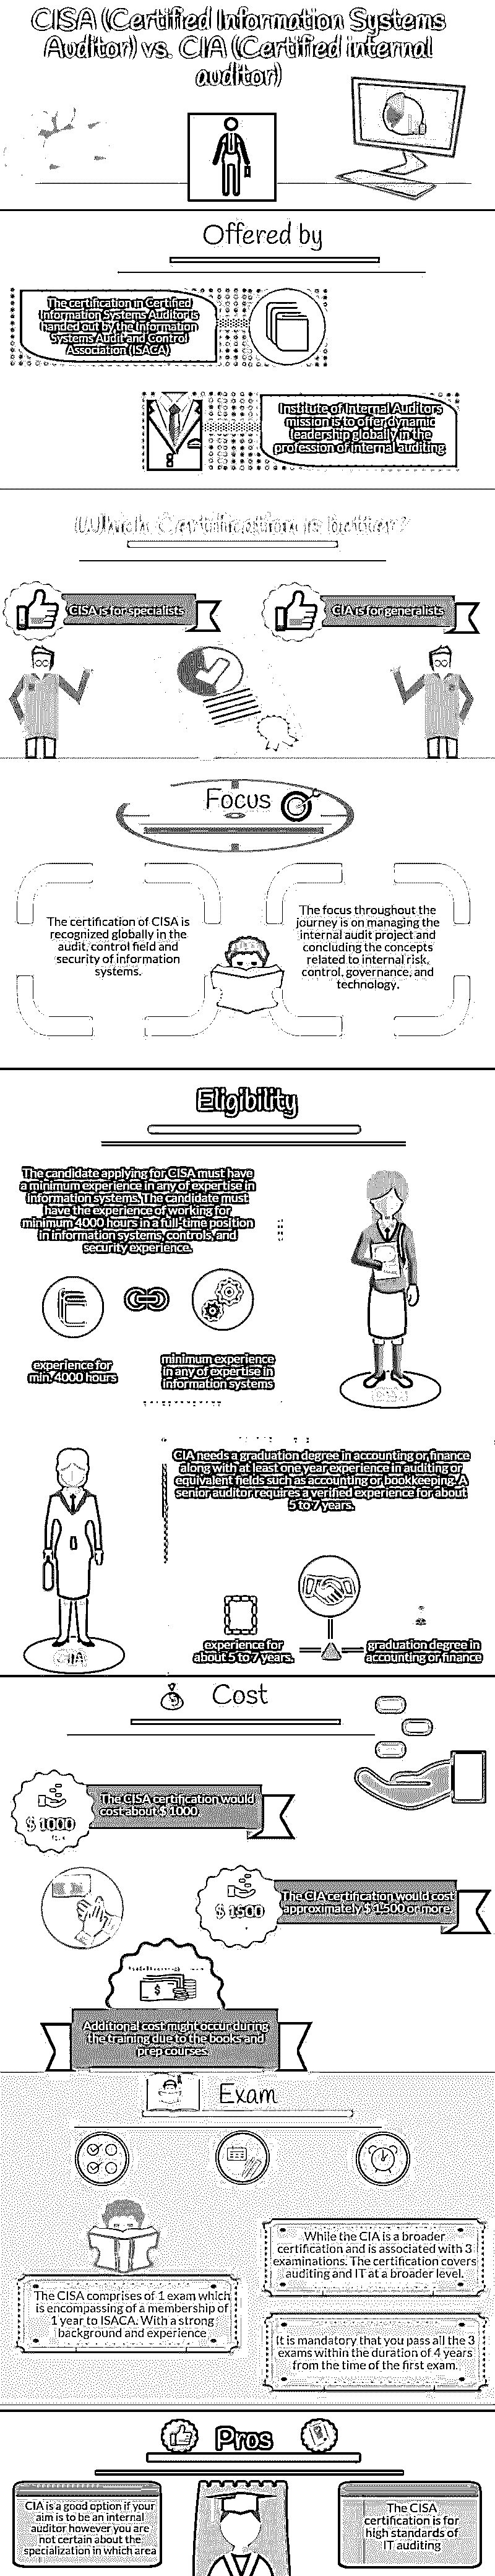 CISA (Certified Information Systems
Auditor) vs. CIA (Certified internal
auditor)
Offered by
The certification in Certified
Information Systems Auditor is
handed out by the Information
Systems Audit and Control
Association (ISACA)
Institute of Internal Auditors
mission is to offer dynamic
leadership globally in the
profession of internal auditing
Which Certification is better?
CISA is for specialists
CIA is for generalists
Focus
The certification of CISA is
recognized globally in the
audit, control field and
security of information
systems.
The focus throughout the
journey is on managing the
internal audit project and
concluding the concepts
related to internal risk,
control, governance, and
technology.
Eligibility
The candidate applying for CISA must have
a minimum experience in any of expertise in
information systems. The candidate must
have the experience of working for
minimum 4000 hours in a full-time position
in information systems, controls, and
security experience.
experience for
min. 4000 hours
minimum experience
in any of expertise in
information systems
CIA needs a graduation degree in accounting or finance
along with at least one year experience in auditing or
equivalent fields such as accounting or bookkeeping. A
senior auditor requires a verified experience for about
5 to 7 years.
CIA
experience for
about 5 to 7 years.
graduation degree in
accounting or finance
Cost
$ 1000
The CISA certification would
cost about $ 1000.
$ 1500
The CIA certification would cost
approximately $ 1,500 or more.
Additional cost might occur during
the training due to the books and
prep courses.
Exam
The CISA comprises of 1 exam which
is encompassing of a membership of
1 year to ISACA. With a strong
background and experience
While the CIA is a broader
certification and is associated with 3
examinations. The certification covers
auditing and IT at a broader level.
It is mandatory that you pass all the 3
exams within the duration of 4 years
from the time of the first exam.
Pros
CIA is a good option if your
aim is to be an internal
auditor however you are
not certain about the
specialization in which area
The CISA
certification is for
high standards of
IT auditing